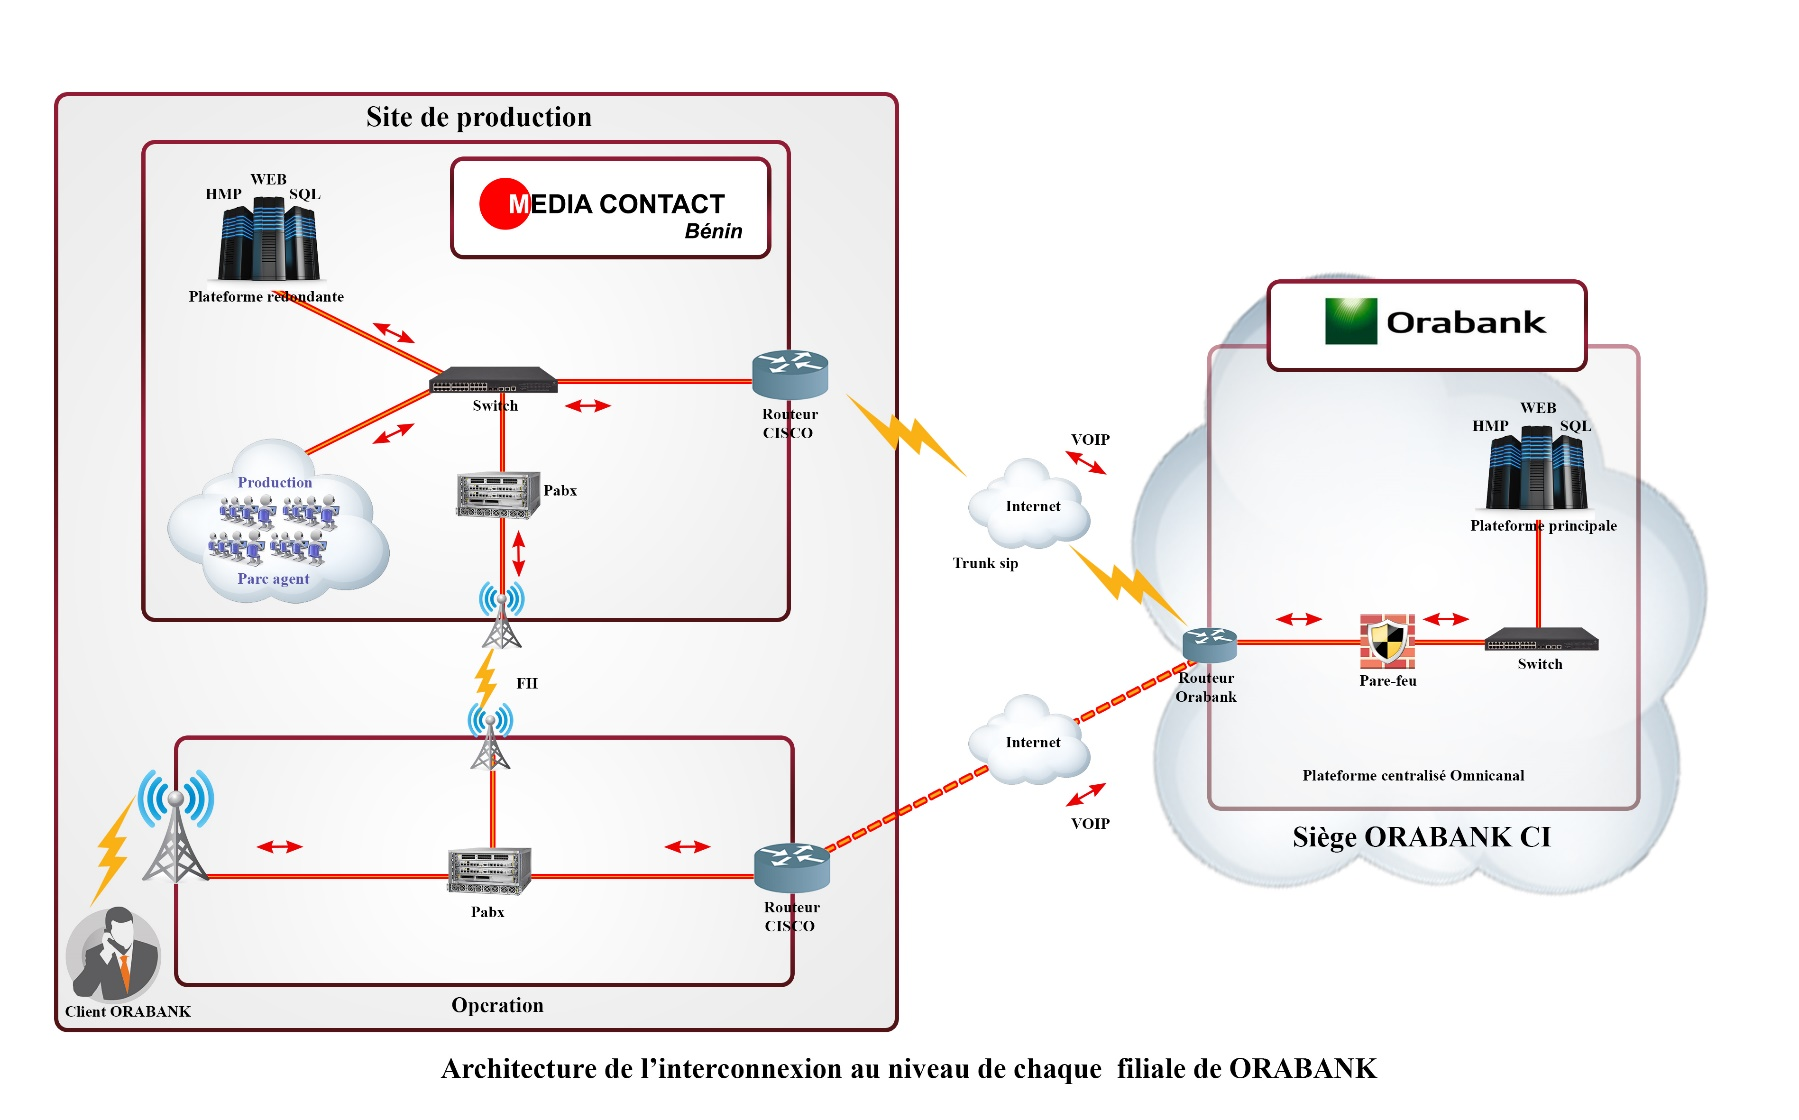 Site de production
MEDIA CONTACT
Bénin
WEB
HMP
SQL
Plateforme redondante
Switch
Routeur
CISCO
Production
Parc agent
Pabx
FH
Pabx
Routeur
CISCO
Client ORABANK
Operation
VOIP
Internet
Trunk sip
Internet
VOIP
Orabank
WEB
HMP
SQL
Plateforme principale
Routeur
Orabank
Pare-feu
Switch
Plateforme centralisé Omnicanal
Siège ORABANK CI
Architecture de l’interconnexion au niveau de chaque filiale de ORABANK